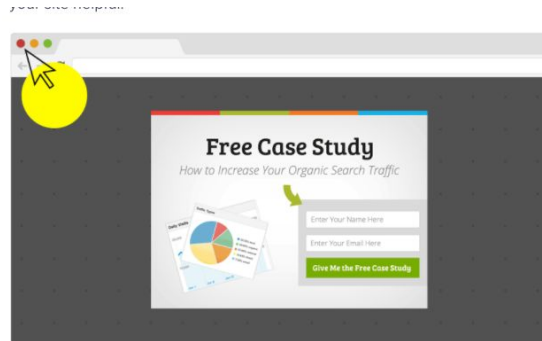 your site helpful.
Free Case Study
How to Increase Your Organic Search Traffic
Enter Your Name Here
Enter Your Email Here
Give Me the Free Case Study